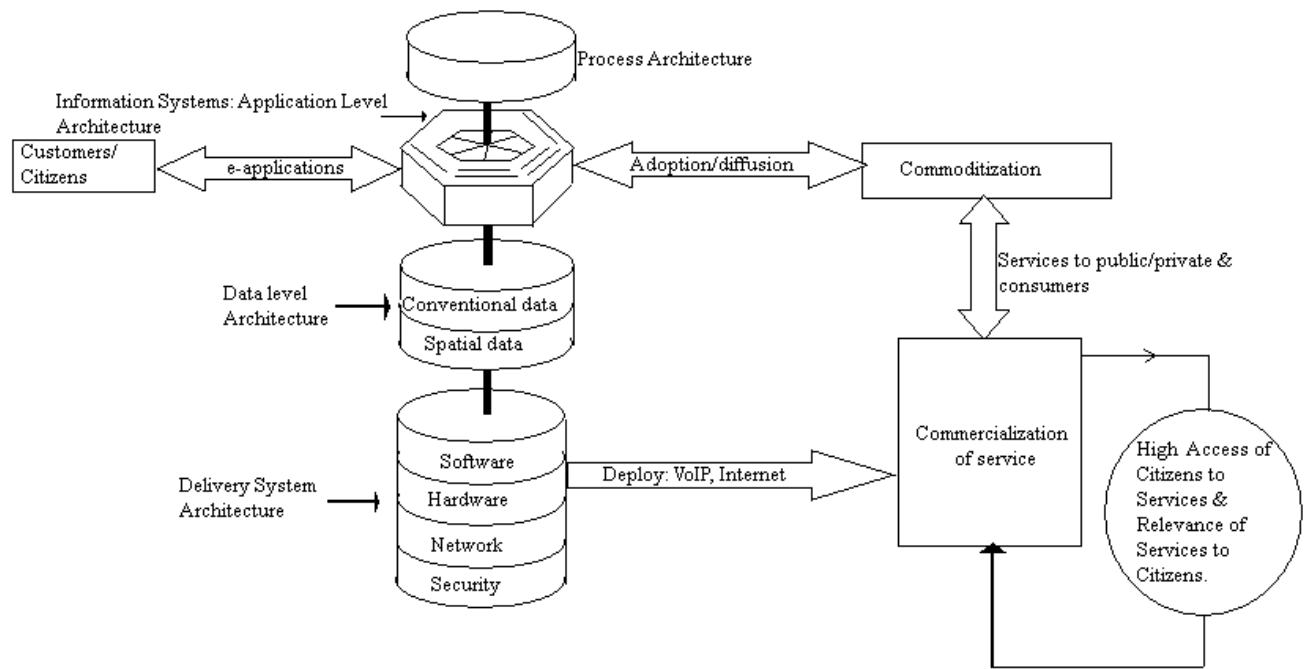 Process Architecture
Information Systems: Application Level
Architecture
Customers/
Citizens
e-applications
Adoption/diffusion
Commoditization
Services to public/private &
consumers
Data level
Architecture
Conventional data
Spatial data
Commercialization
of service
High Access of
Citizens to
Services &
Relevance of
Services to
Citizens.
Delivery System
Architecture
Software
Hardware
Network
Security
Deploy: VoIP, Internet